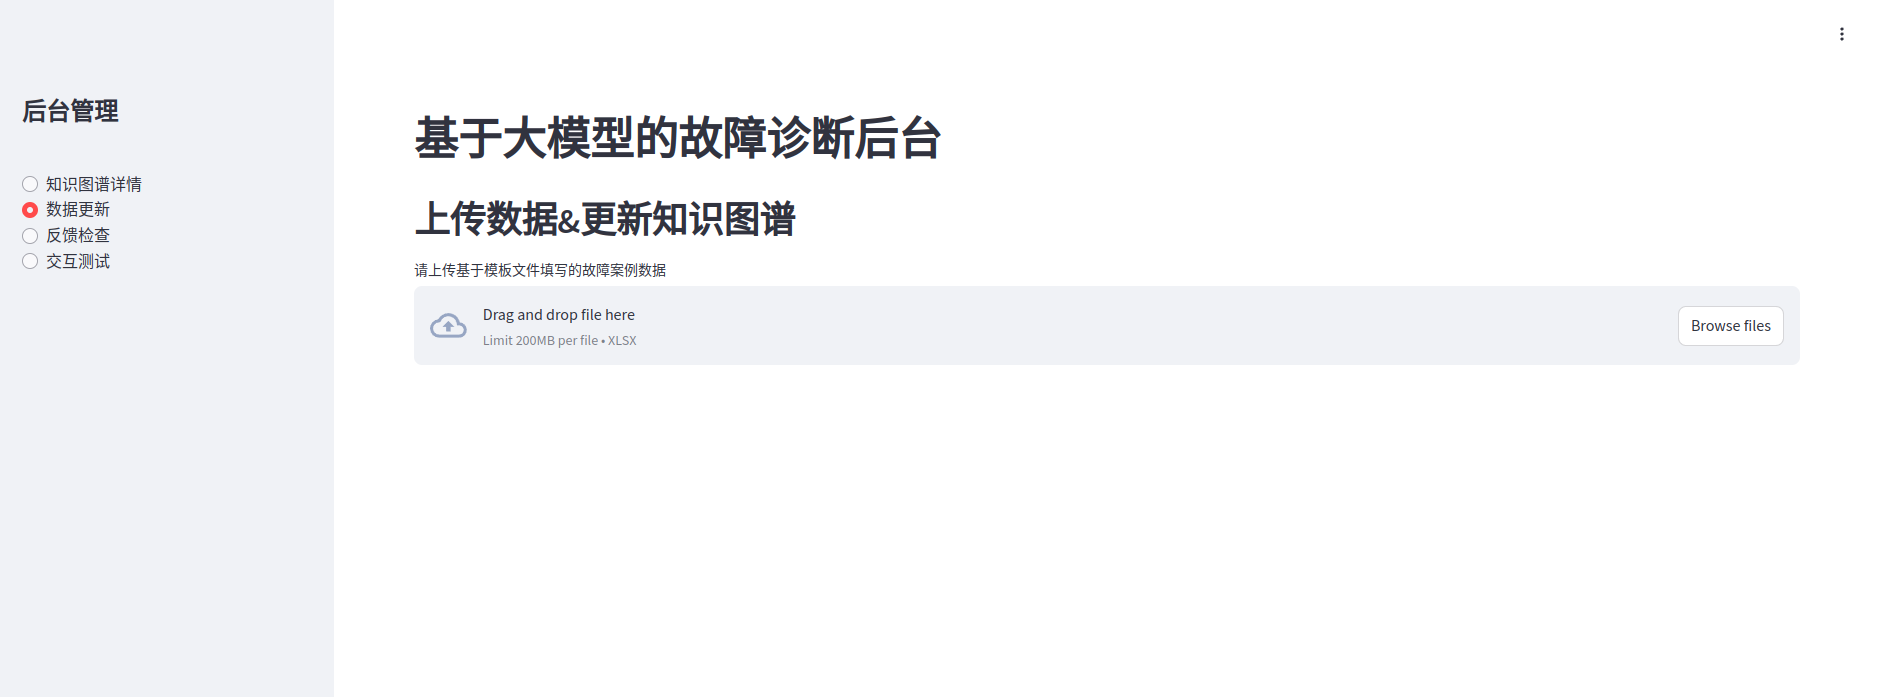 后台管理
知识图谱详情
数据更新
反馈检查
交互测试
基于大模型的故障诊断后台
上传数据&更新知识图谱
请上传基于模板文件填写的故障案例数据
Drag and drop file here
Limit 200MB per file • XLSX
Browse files